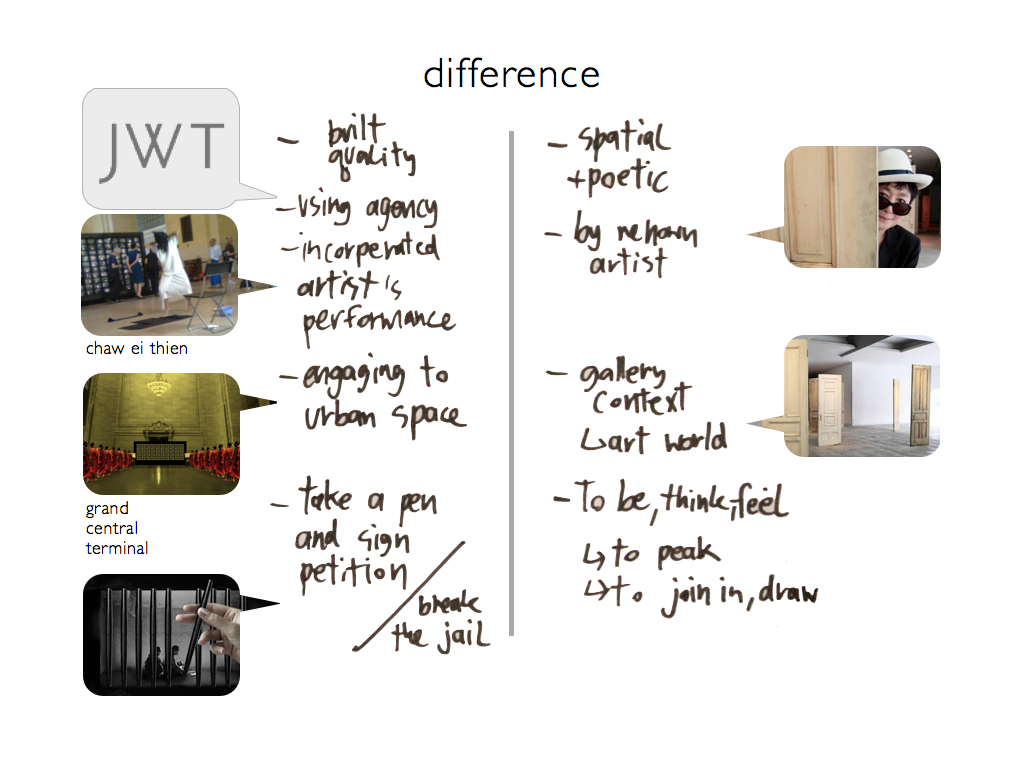 difference
JWT
- built
quality
- using agency
- incorperated
artist's
performance
chaw ei thien
- engaging to
urban space
grand
central
terminal
- take a pen
and sign
petition
/ break
the jail
- spatial
+poetic
- by renown
artist
- gallery
context
↳art world
- To be, think, feel
↳ to peak
↳ to join in, draw